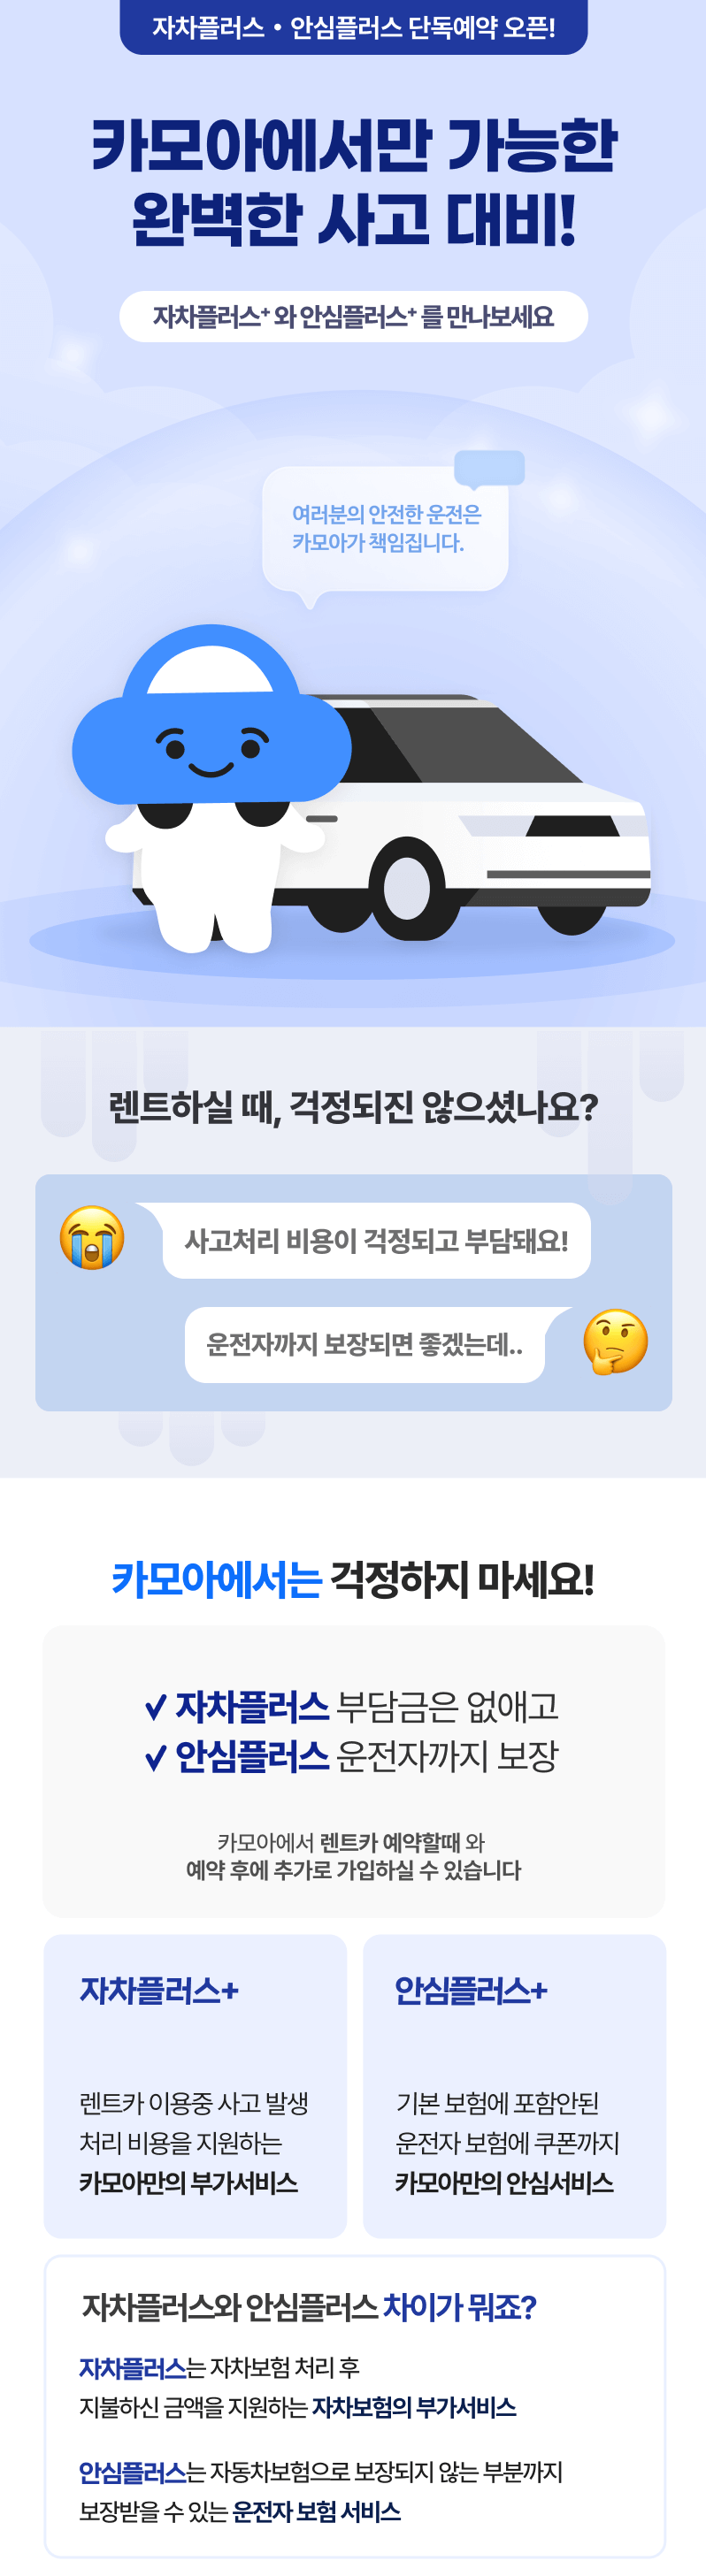 자차플러스 • 안심플러스 단독예약 오픈!
카모아에서만 가능한
완벽한 사고 대비!
자차플러스+ 와 안심플러스+ 를 만나보세요
여러분의 안전한 운전은
카모아가 책임집니다.
렌트하실 때, 걱정되진 않으셨나요?
사고처리 비용이 걱정되고 부담돼요!
운전자까지 보장되면 좋겠는데..
카모아에서는 걱정하지 마세요!
✓ 자차플러스 부담금은 없애고
✓ 안심플러스 운전자까지 보장
카모아에서 렌트카 예약할때 와
예약 후에 추가로 가입하실 수 있습니다
자차플러스+
렌트카 이용중 사고 발생
처리 비용을 지원하는
카모아만의 부가서비스
안심플러스+
기본 보험에 포함안된
운전자 보험에 쿠폰까지
카모아만의 안심서비스
자차플러스와 안심플러스 차이가 뭐죠?
자차플러스는 자차보험 처리 후
지불하신 금액을 지원하는 자차보험의 부가서비스
안심플러스는 자동차보험으로 보장되지 않는 부분까지
보장받을 수 있는 운전자 보험 서비스